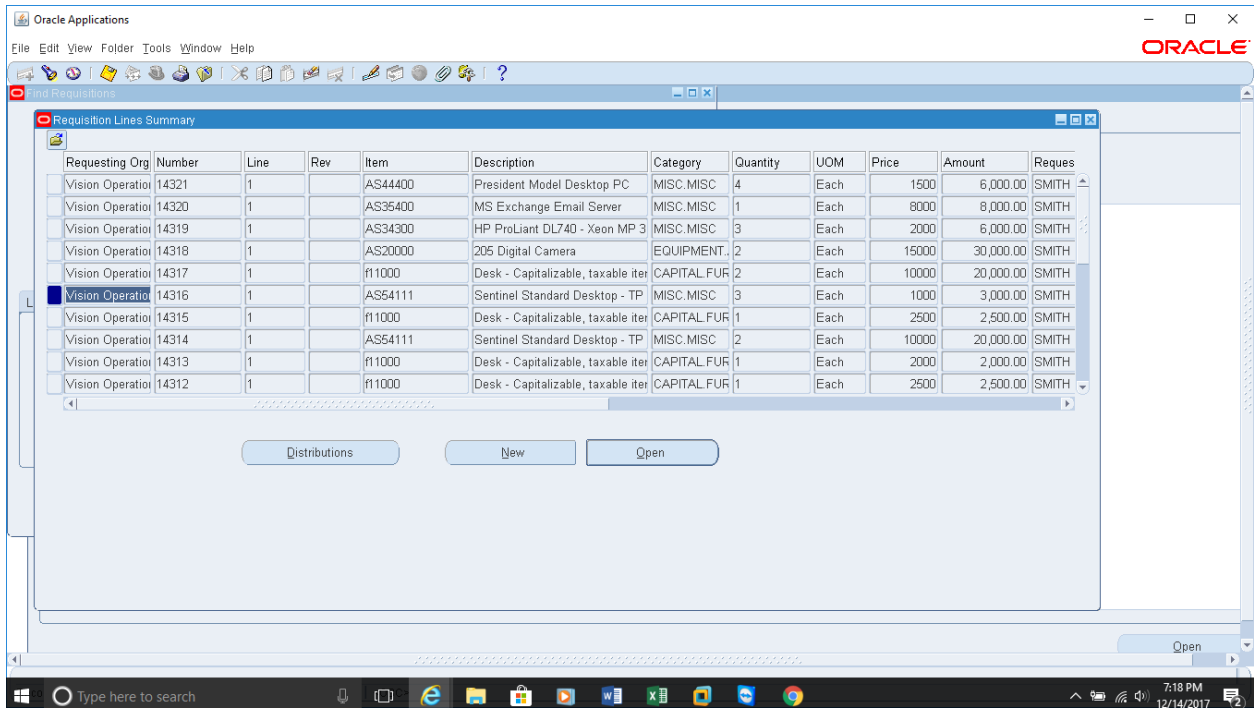 Oracle Applications
File Edit View Folder Tools Window Help
ORACLE
Find Requisitions
Requisition Lines Summary
Requesting Org Number Line Rev Item Description Category Quantity UOM Price Amount Reques
Vision Operatio 14321 1 AS44400 President Model Desktop PC MISC.MISC 4 Each 1500 6,000.00 SMITH
Vision Operatio 14320 1 AS35400 MS Exchange Email Server MISC.MISC 1 Each 8000 8,000.00 SMITH
Vision Operatio 14319 1 AS34300 HP ProLiant DL740 - Xeon MP 3 MISC.MISC 3 Each 2000 6,000.00 SMITH
Vision Operatio 14318 1 AS20000 205 Digital Camera EQUIPMENT. 2 Each 15000 30,000.00 SMITH
Vision Operatio 14317 1 f11000 Desk - Capitalizable, taxable iter CAPITAL.FUR 2 Each 10000 20,000.00 SMITH
Vision Operatio 14316 1 AS54111 Sentinel Standard Desktop - TP MISC.MISC 3 Each 1000 3,000.00 SMITH
Vision Operatio 14315 1 f11000 Desk - Capitalizable, taxable iter CAPITAL.FUR 1 Each 2500 2,500.00 SMITH
Vision Operatio 14314 1 AS54111 Sentinel Standard Desktop - TP MISC.MISC 2 Each 10000 20,000.00 SMITH
Vision Operatio 14313 1 f11000 Desk - Capitalizable, taxable iter CAPITAL.FUR 1 Each 2000 2,000.00 SMITH
Vision Operatio 14312 1 f11000 Desk - Capitalizable, taxable iter CAPITAL.FUR 1 Each 2500 2,500.00 SMITH
L
Distributions New Open
Open
Type here to search
7:18 PM
12/14/2017
2